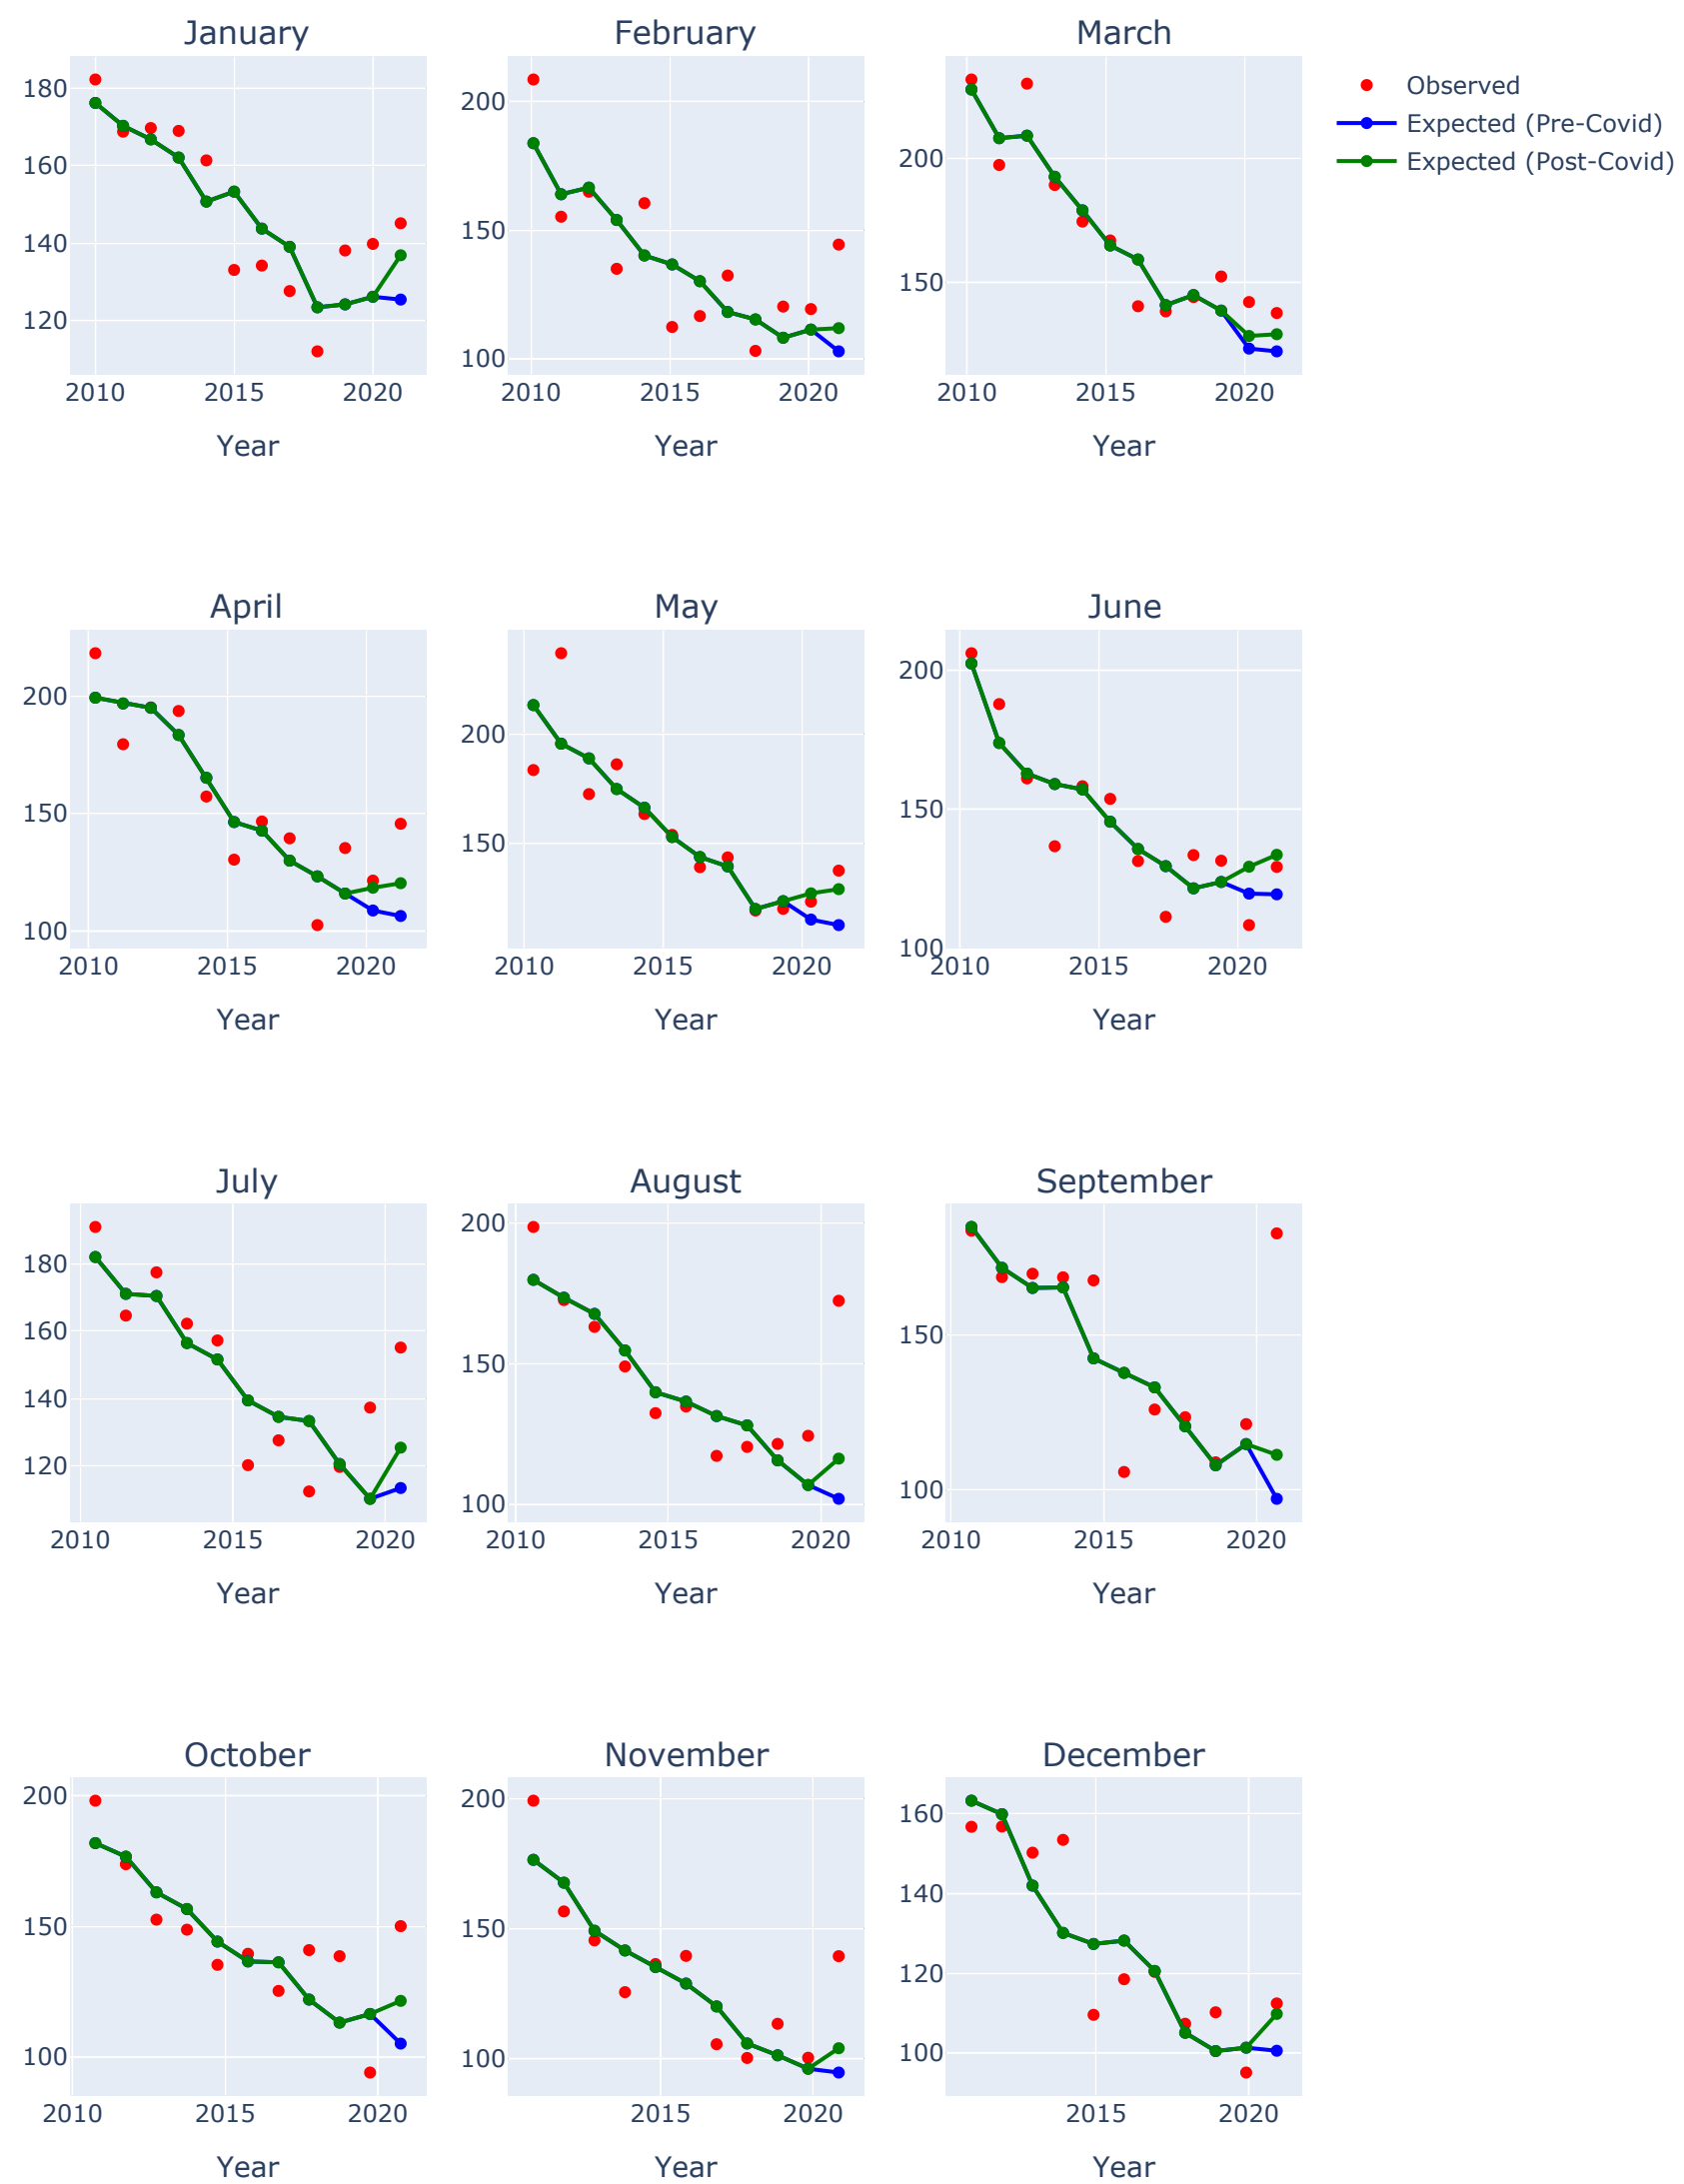 January
February
March
180
160
140
120
2010 2015 2020
Year
200
150
100
2010 2015 2020
Year
200
150
2010 2015 2020
Year
Observed
Expected (Pre-Covid)
Expected (Post-Covid)
April
May
June
200
150
100
2010 2015 2020
Year
200
150
2010 2015 2020
Year
200
150
100
2010 2015 2020
Year
July
August
September
180
160
140
120
2010 2015 2020
Year
200
150
100
2010 2015 2020
Year
150
100
2010 2015 2020
Year
October
November
December
200
150
100
2010 2015 2020
Year
200
150
100
2015 2020
Year
160
140
120
100
2015 2020
Year